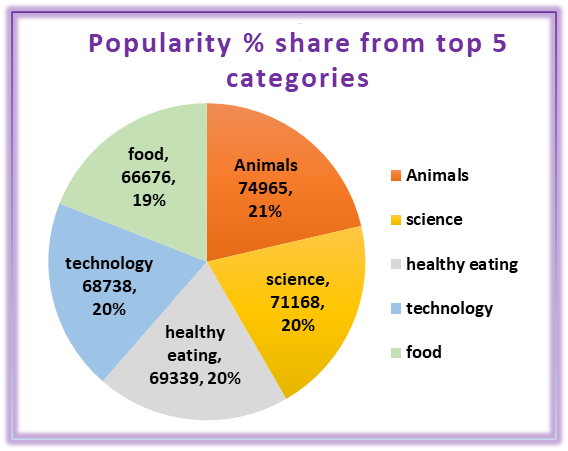 Popularity % share from top 5
categories
food,
66676,
19%
Animals
74965,
21%
technology
68738,
20%
science,
71168,
20%
healthy
eating,
69339, 20%
Animals
science
healthy eating
technology
food